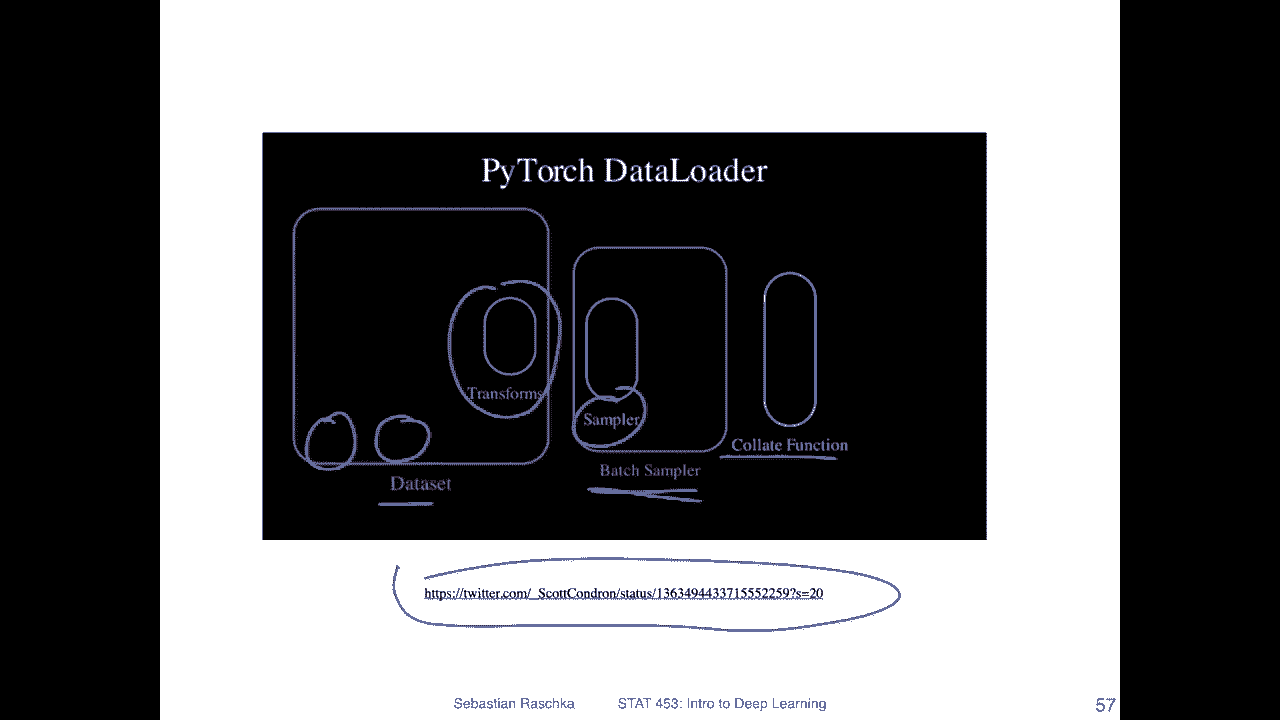 PyTorch DataLoader
Transforms
Sampler
Collate Function
Batch Sampler
Dataset
https://twitter.com/_ScottCondron/status/1363494433715552259?s=20
Sebastian Raschka STAT 453: Intro to Deep Learning 57